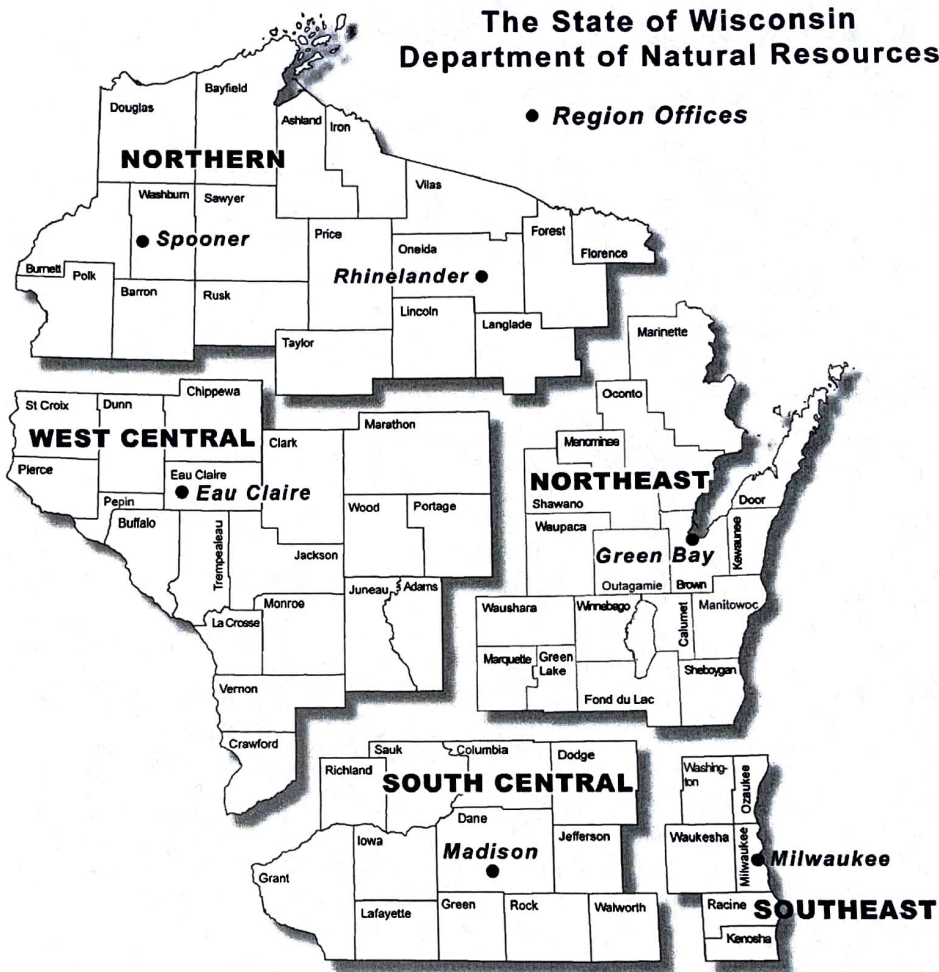 The State of Wisconsin
Department of Natural Resources
● Region Offices
Douglas
Bayfield
Ashland
Iron
NORTHERN
Vilas
Washburn
Sawyer
Spooner
Price
Oneida
Forest
Florence
Burnett
Polk
Rhinelander
Barron
Rusk
Lincoln
Langlade
Taylor
Marinette
Chippewa
St Croix
Dunn
Oconto
WEST CENTRAL
Clark
Marathon
Menominee
Pierce
Eau Claire
Eau Claire
NORTHEAST
Pepin
Shawano
Door
Buffalo
Trempealeau
Wood
Portage
Waupaca
Kewaunee
Jackson
Green Bay
Juneau
Adams
Outagamie
Brown
Monroe
La Crosse
Waushara
Winnebago
Calumet
Manitowoc
Marquette
Green
Lake
Sheboygan
Vernon
Fond du Lac
Crawford
Sauk
Columbia
Dodge
Richland
SOUTH CENTRAL
Washing-
ton
Ozaukee
Dane
Iowa
Jefferson
Waukesha
Milwaukee
Milwaukee
Madison
Grant
Lafayette
Green
Rock
Walworth
Racine
SOUTHEAST
Kenosha